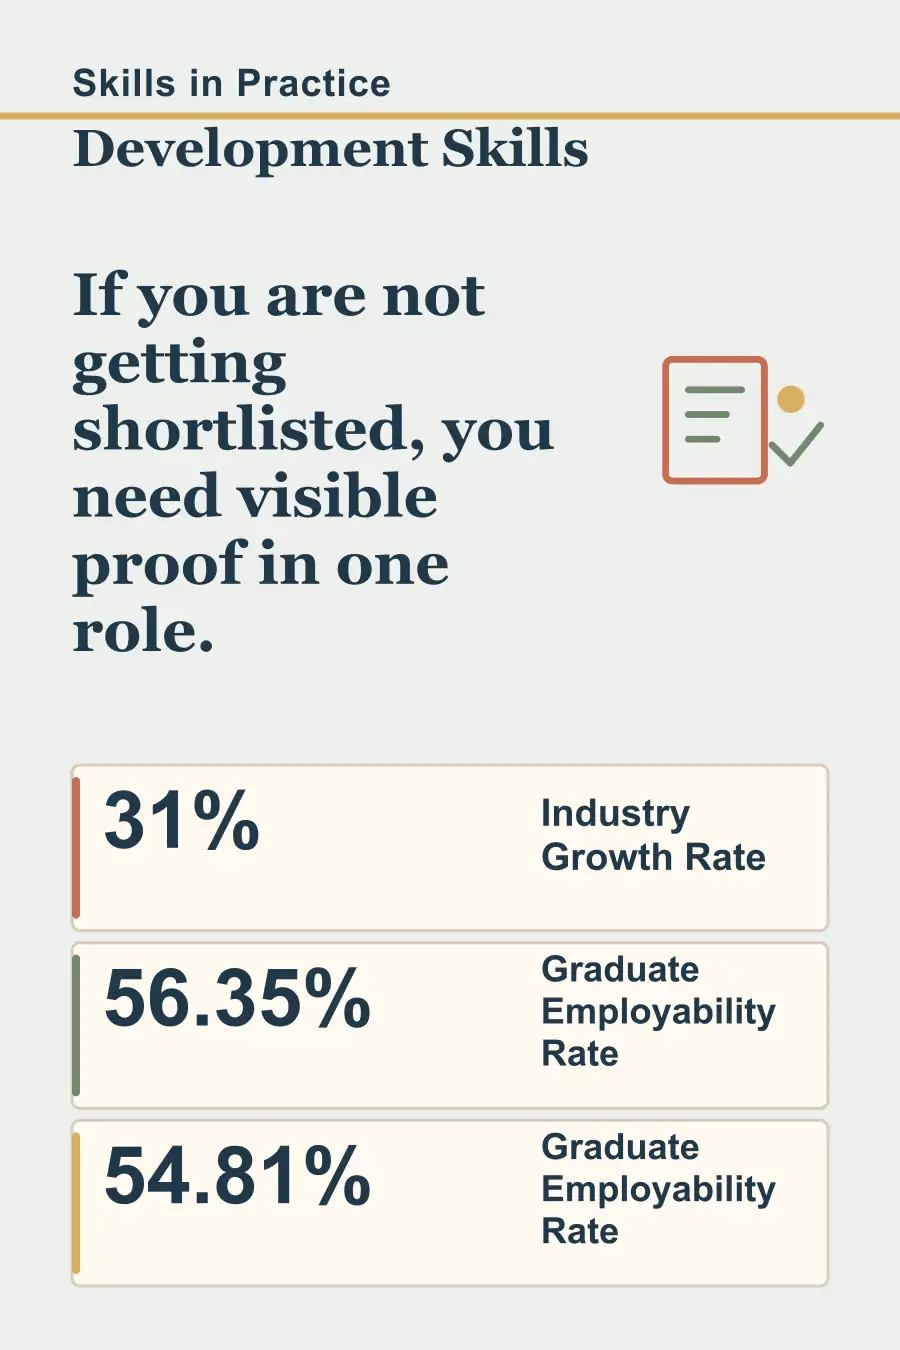 Skills in Practice
Development Skills
If you are not
getting
shortlisted, you
need visible
proof in one
role.
31%
Industry
Growth Rate
56.35%
Graduate
Employability
Rate
54.81%
Graduate
Employability
Rate